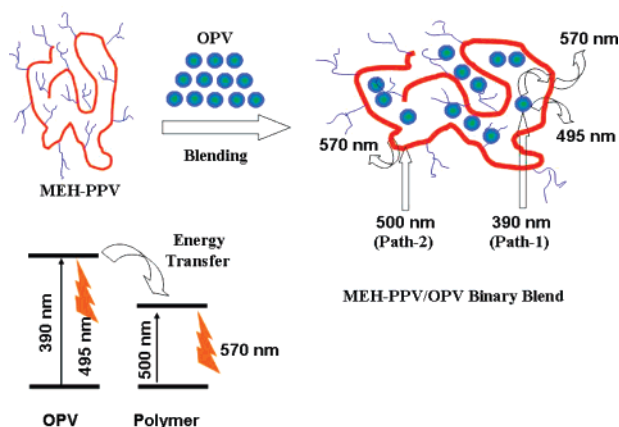 OPV
Blending
MEH-PPV
570 nm
495 nm
570 nm
500 nm
(Path-2)
390 nm
(Path-1)
MEH-PPV/OPV Binary Blend
Energy
Transfer
390 nm
495 nm
500 nm
570 nm
OPV
Polymer